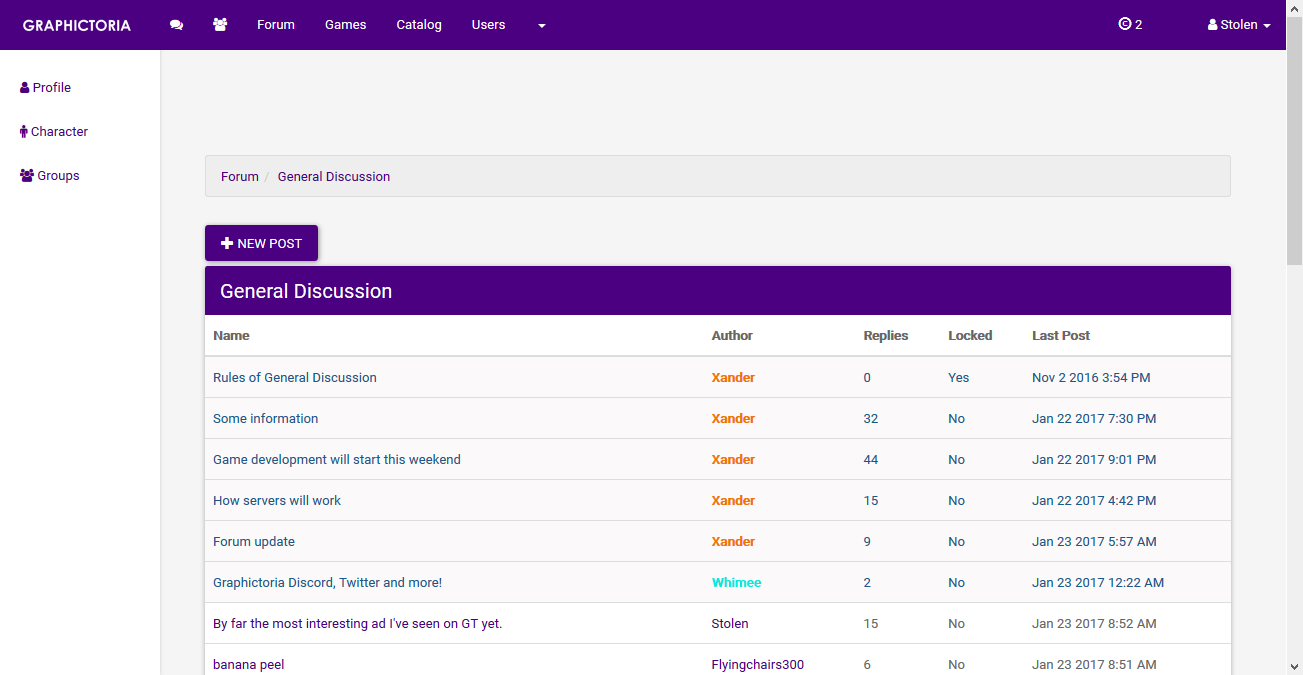 GRAPHICTORIA Forum Games Catalog Users © 2 Stolen
Profile
Character
Groups
Forum / General Discussion
NEW POST
General Discussion
Name Author Replies Locked Last Post
Rules of General Discussion Xander 0 Yes Nov 2 2016 3:54 PM
Some information Xander 32 No Jan 22 2017 7:30 PM
Game development will start this weekend Xander 44 No Jan 22 2017 9:01 PM
How servers will work Xander 15 No Jan 22 2017 4:42 PM
Forum update Xander 9 No Jan 23 2017 5:57 AM
Graphictoria Discord, Twitter and more! Whimee 2 No Jan 23 2017 12:22 AM
By far the most interesting ad I've seen on GT yet. Stolen 15 No Jan 23 2017 8:52 AM
banana peel Flyingchairs300 6 No Jan 23 2017 8:51 AM